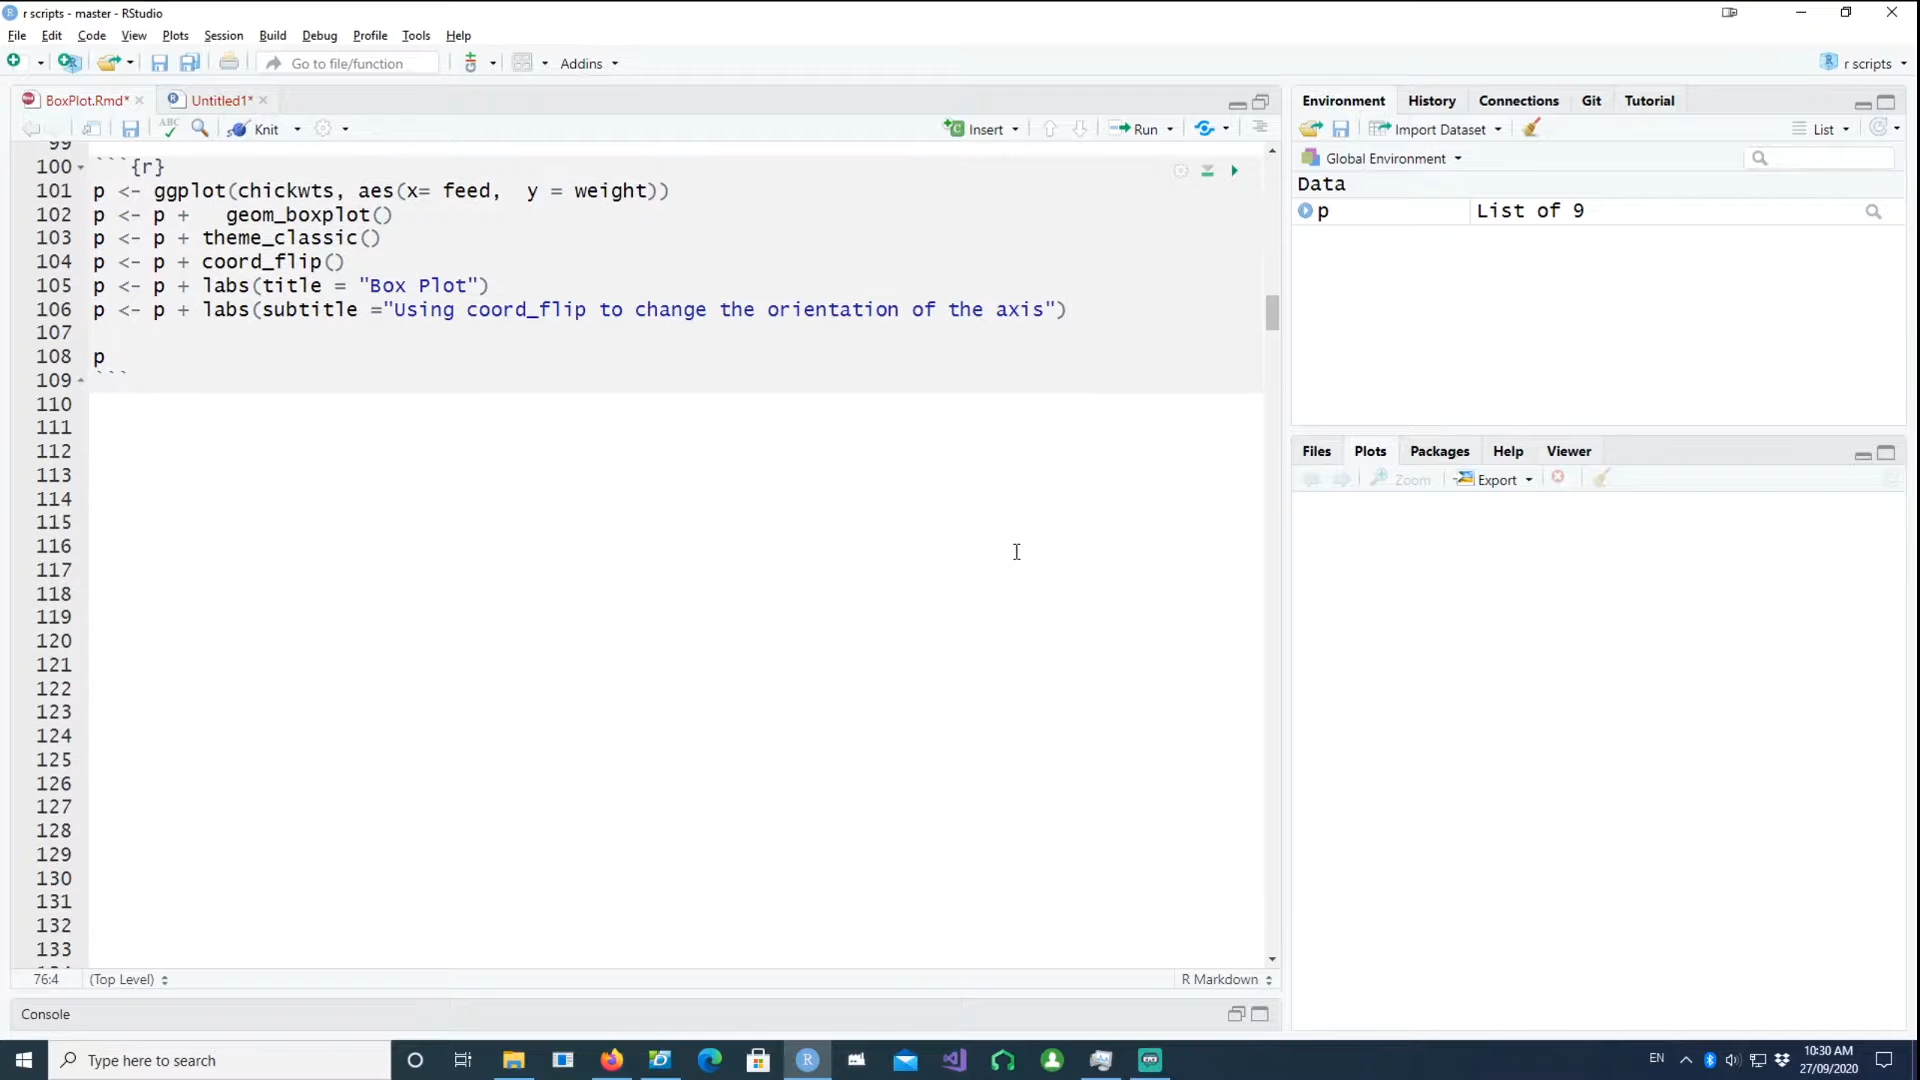 r scripts - master - RStudio
File Edit Code View Plots Session Build Debug Profile Tools Help
Go to file/function Addins r scripts
BoxPlot.Rmd* Untitled1*
ABC Knit Insert Run
99
100 ```{r}
101 p <- ggplot(chickwts, aes(x= feed,  y = weight))
102 p <- p +   geom_boxplot()
103 p <- p + theme_classic()
104 p <- p + coord_flip()
105 p <- p + labs(title = "Box Plot")
106 p <- p + labs(subtitle ="Using coord_flip to change the orientation of the axis")
107
108 p
109 ```
110
111
112
113
114
115
116
117
118
119
120
121
122
123
124
125
126
127
128
129
130
131
132
133
76:4 (Top Level) R Markdown
Console
Environment History Connections Git Tutorial
Import Dataset List
Global Environment
Data
p List of 9
Files Plots Packages Help Viewer
Zoom Export
Type here to search
EN
10:30 AM
27/09/2020